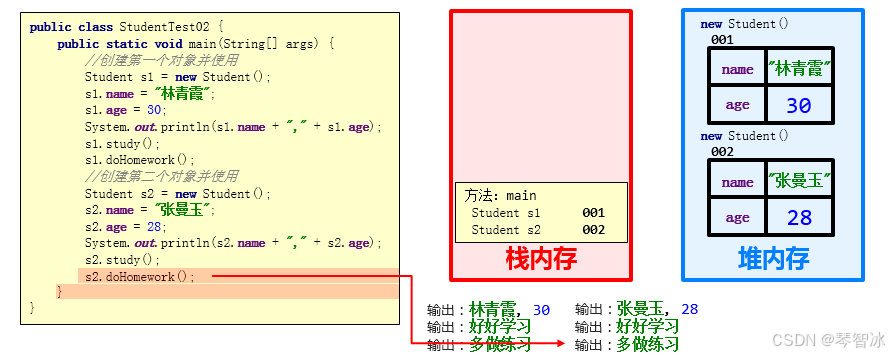 public class StudentTest02 {
public static void main(String[] args) {
//创建第一个对象并使用
Student s1 = new Student();
s1.name = "林青霞";
s1.age = 30;
System.out.println(s1.name + "," + s1.age);
s1.study();
s1.doHomework();
//创建第二个对象并使用
Student s2 = new Student();
s2.name = "张曼玉";
s2.age = 28;
System.out.println(s2.name + "," + s2.age);
s2.study();
s2.doHomework();
}
}
方法：main
Student s1 001
Student s2 002
栈内存
new Student()
001
name "林青霞"
age 30
new Student()
002
name "张曼玉"
age 28
堆内存
输出：林青霞, 30
输出：好好学习
输出：多做练习
输出：张曼玉, 28
输出：好好学习
输出：多做练习
CSDN @琴智冰